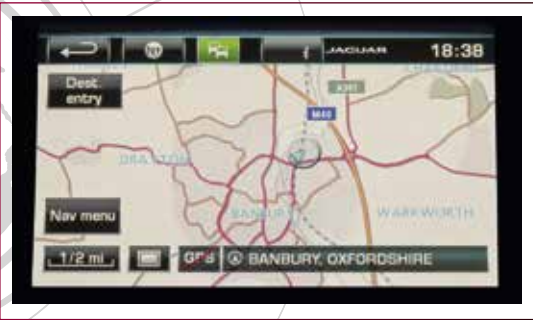 JAGUAR 18:38
Dest.
entry
A361
M40
DRAYTON
BANBURY
WARKWORTH
Nav menu
1/2 mi
GPS BANBURY, OXFORDSHIRE